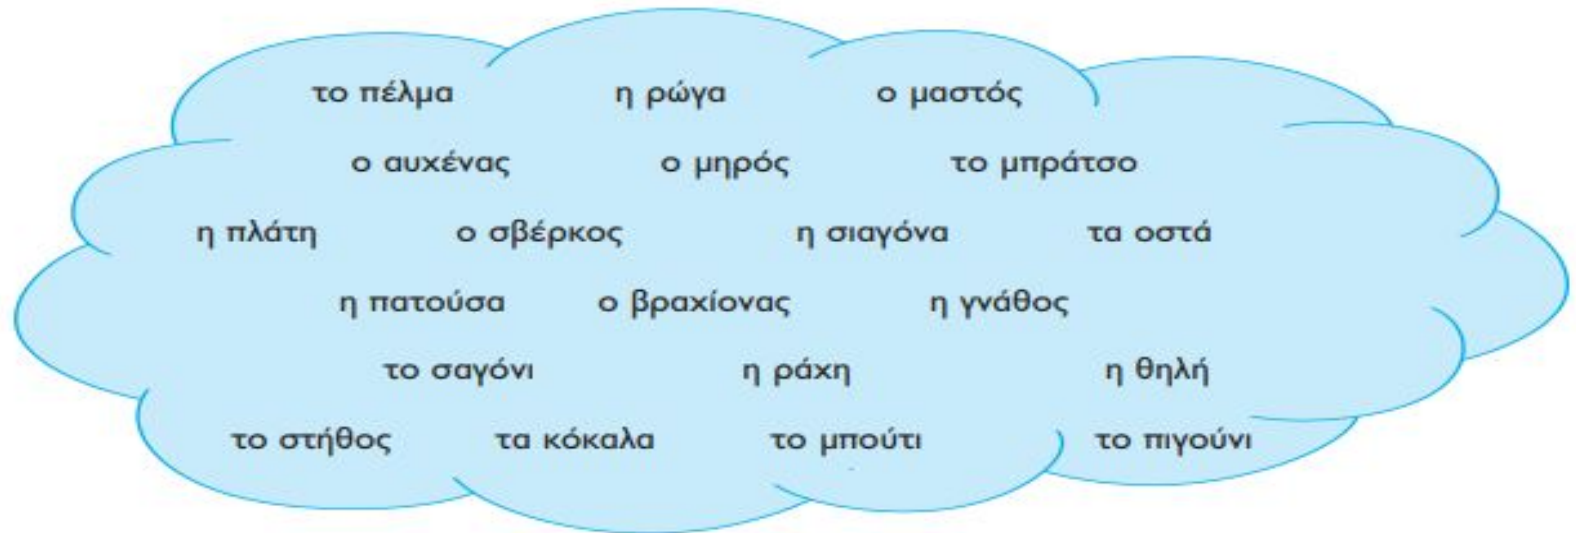 το πέλμα η ρώγα ο μαστός
ο αυχένας ο μηρός το μπράτσο
η πλάτη ο σβέρκος η σιαγόνα τα οστά
η πατούσα ο βραχίονας η γνάθος
το σαγόνι η ράχη η θηλή
το στήθος τα κόκαλα το μπούτι το πιγούνι